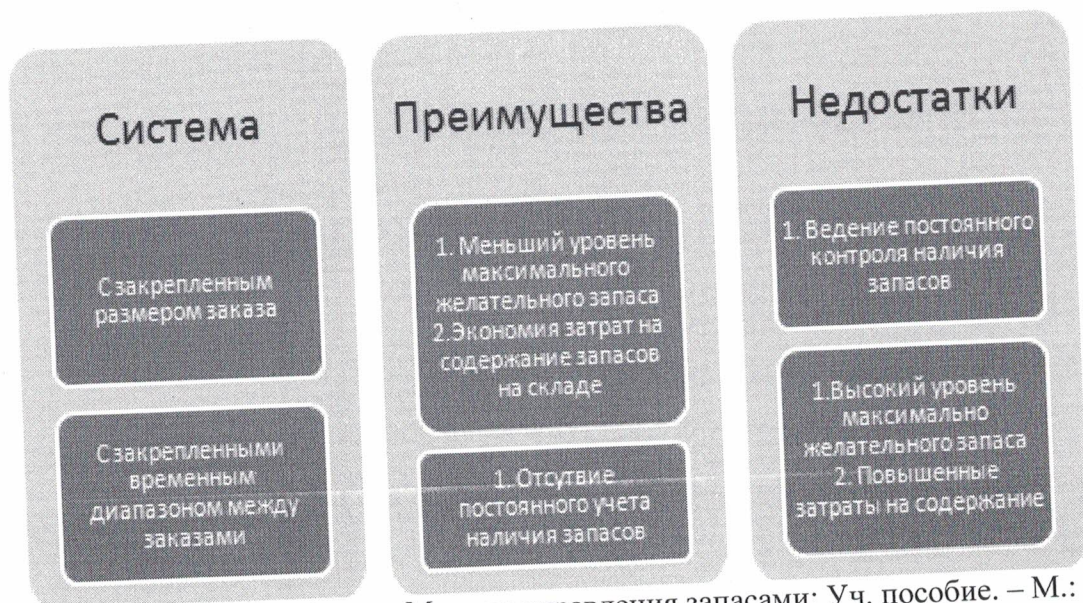 Система
С закрепленным
размером заказа
С закрепленными
временным
диапазоном между
заказами
Преимущества
1. Меньший уровень
максимального
желательного запаса
2.Экономия затрат на
содержание запасов
на складе
1. Отсутвие
постоянного учета
наличия запасов
Недостатки
1. Ведение постоянного
контроля наличия
запасов
1.Высокий уровень
максимально
желательного запаса
2. Повышенные
затраты на содержание
запасами: Уч. пособие. – М.: